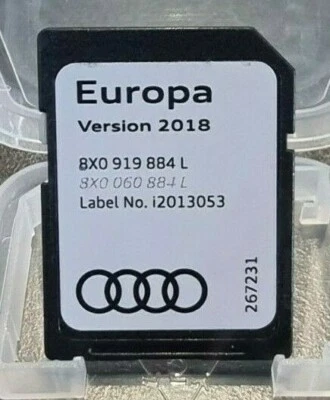 Europa
Version 2018
8X0 919 884 L
8X0 060 884 L
Label No. i2013053
267231